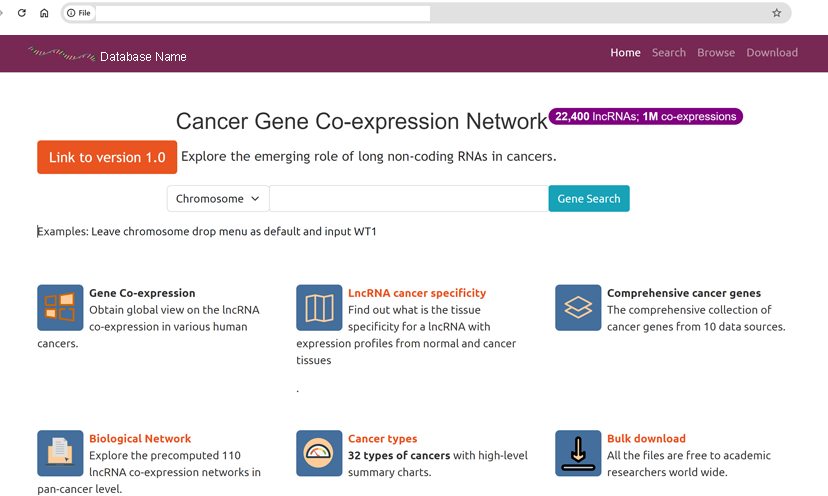 File
Database Name
Home Search Browse Download
Cancer Gene Co-expression Network 22,400 lncRNAs; 1M co-expressions
Link to version 1.0 Explore the emerging role of long non-coding RNAs in cancers.
Chromosome Gene Search
Examples: Leave chromosome drop menu as default and input WT1
Gene Co-expression
Obtain global view on the lncRNA
co-expression in various human
cancers.
LncRNA cancer specificity
Find out what is the tissue
specificity for a lncRNA with
expression profiles from normal and cancer
tissues
.
Comprehensive cancer genes
The comprehensive collection of
cancer genes from 10 data sources.
Biological Network
Explore the precomputed 110
lncRNA co-expression networks in
pan-cancer level.
Cancer types
32 types of cancers with high-level
summary charts.
Bulk download
All the files are free to academic
researchers world wide.